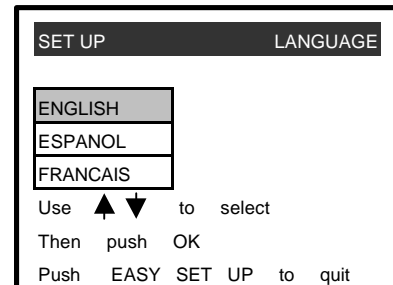 SET UP LANGUAGE
ENGLISH
ESPANOL
FRANCAIS
Use to select
Then push OK
Push EASY SET UP to quit